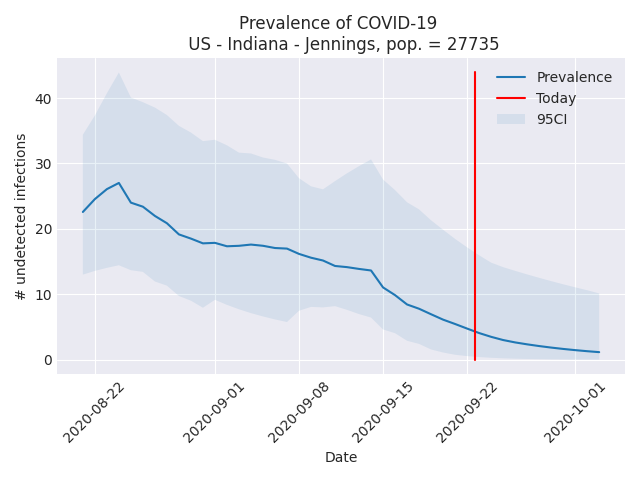 Prevalence of COVID-19
US - Indiana - Jennings, pop. = 27735
Prevalence
Today
95CI
# undetected infections
40
30
20
10
0
2020-08-22
2020-09-01
2020-09-08
2020-09-15
2020-09-22
2020-10-01
Date